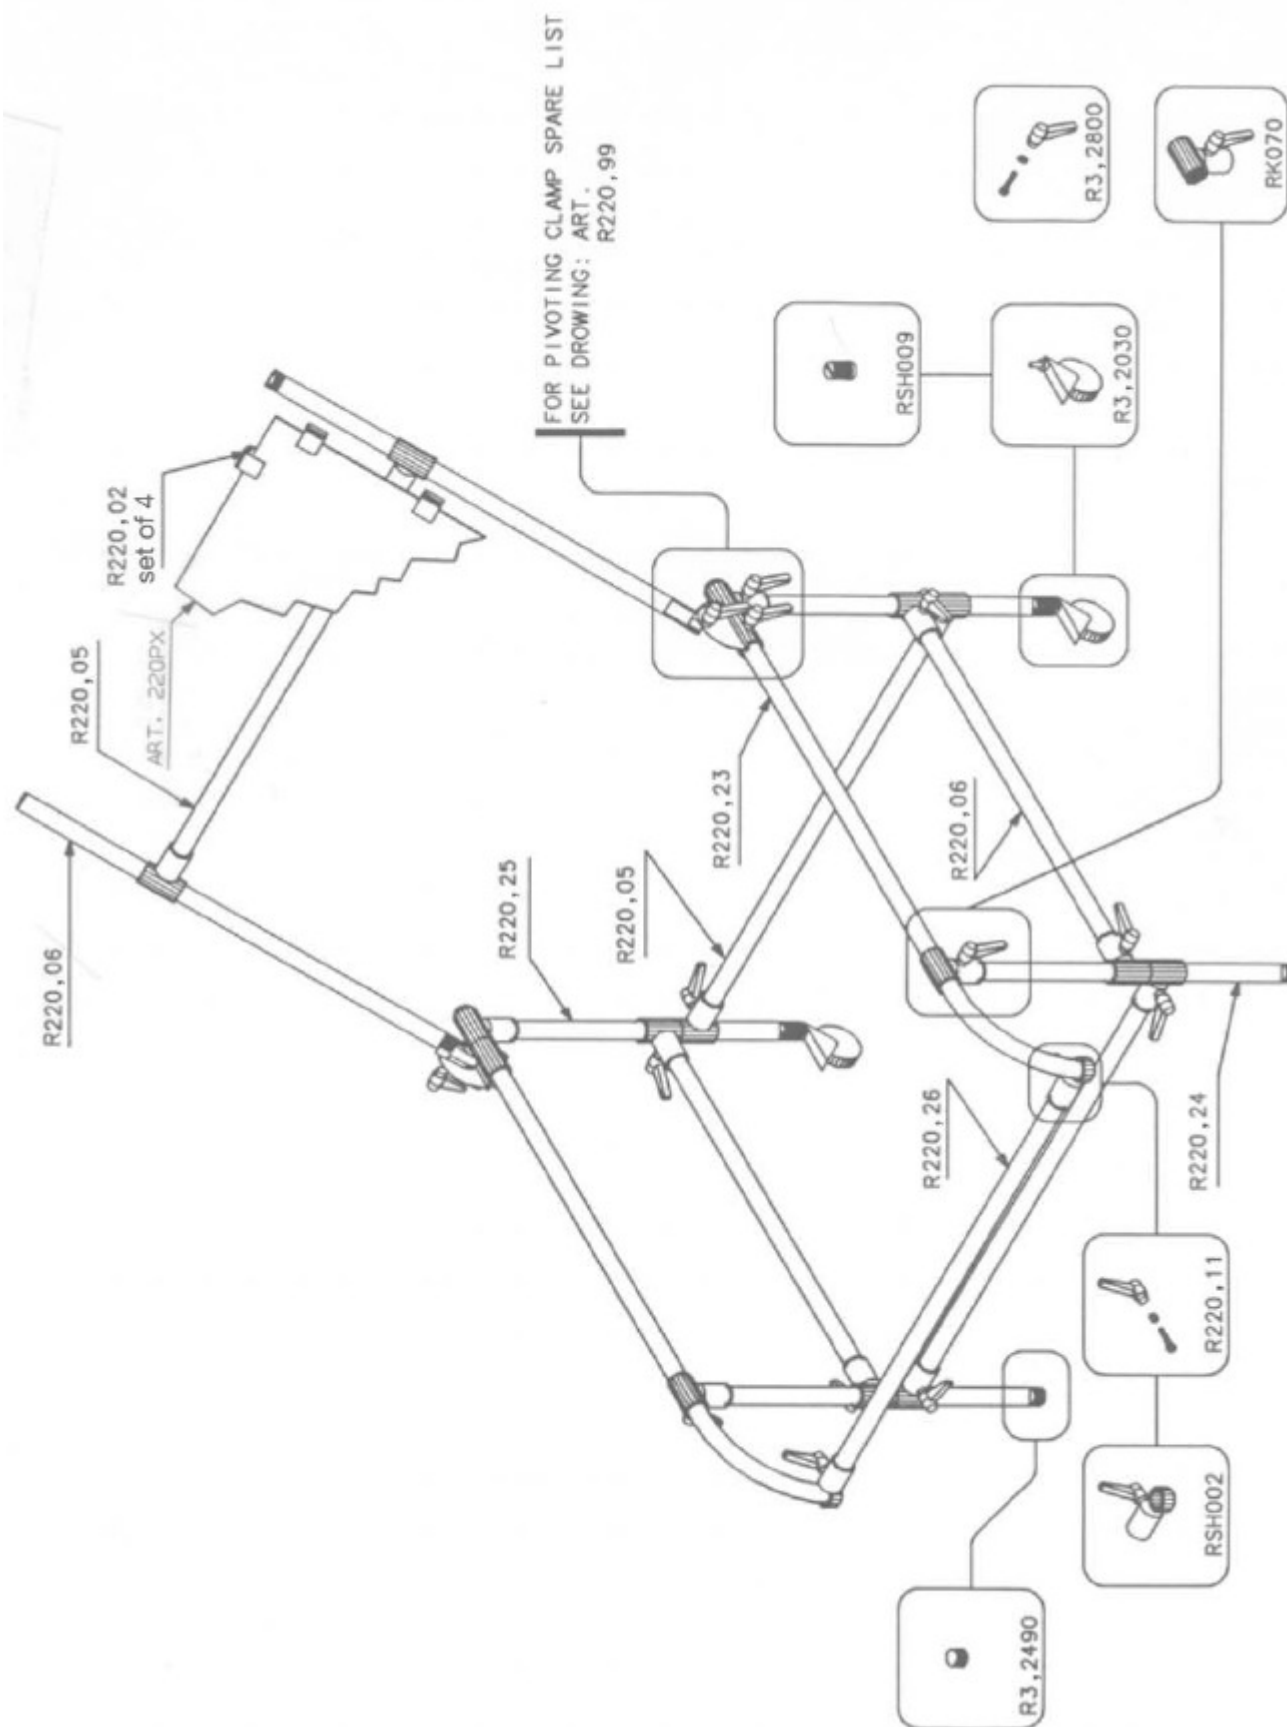 FOR PIVOTING CLAMP SPARE LIST
SEE DROWING: ART.
R220,99
R220,02
set of 4
ART. 220PX
R220,05
R220,06
R220,25
R220,05
R220,23
R220,06
R220,26
R220,24
RSH009
R3,2030
R3,2800
RK070
R220,11
RSH002
R3,2490